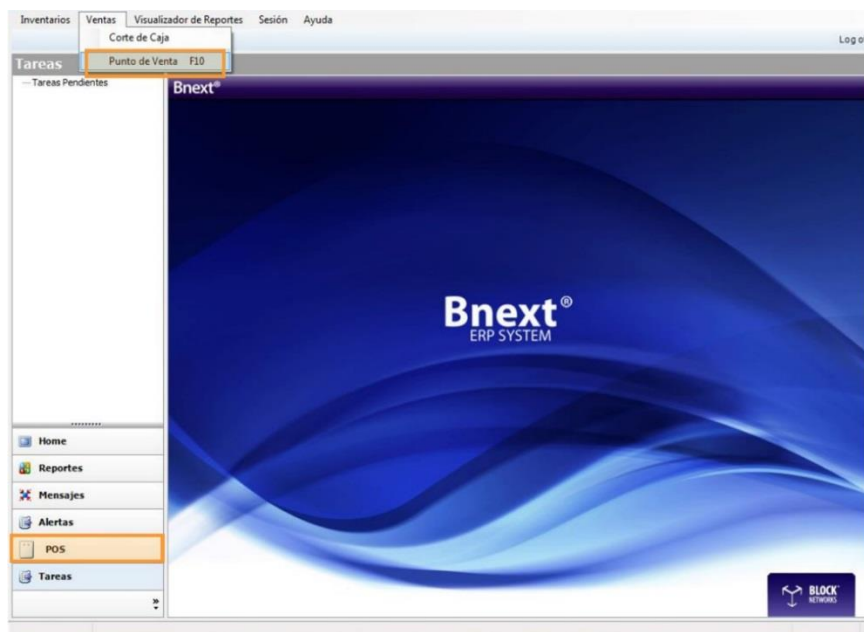 Inventarios Ventas Visualizador de Reportes Sesión Ayuda
Corte de Caja
Log o
Punto de Venta F10
Tareas
Tareas Pendientes
Bnext®
Bnext®
ERP SYSTEM
Home
Reportes
Mensajes
Alertas
POS
Tareas
BLOCK
NETWORKS